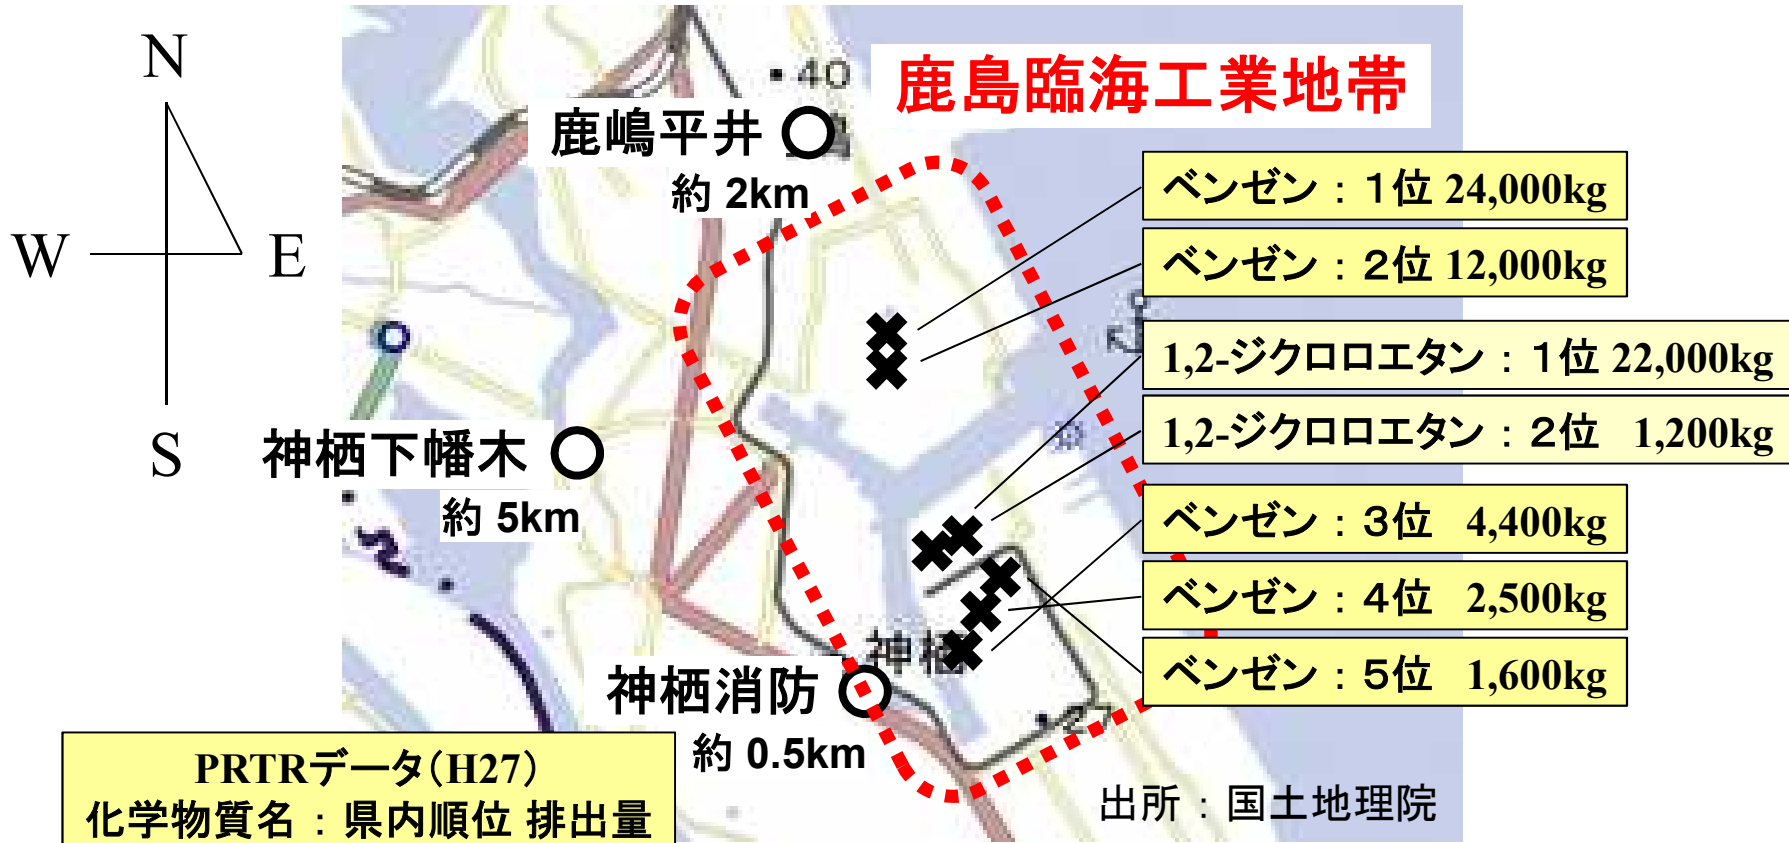 N
W
E
S
鹿島臨海工業地帯
・40
鹿嶋平井
約 2km
ベンゼン：1位 24,000kg
ベンゼン：2位 12,000kg
1,2-ジクロロエタン：1位 22,000kg
1,2-ジクロロエタン：2位 1,200kg
神栖下幡木
約 5km
ベンゼン：3位 4,400kg
ベンゼン：4位 2,500kg
ベンゼン：5位 1,600kg
神栖
神栖消防
約 0.5km
・27
PRTRデータ（H27）
化学物質名：県内順位 排出量
出所：国土地理院